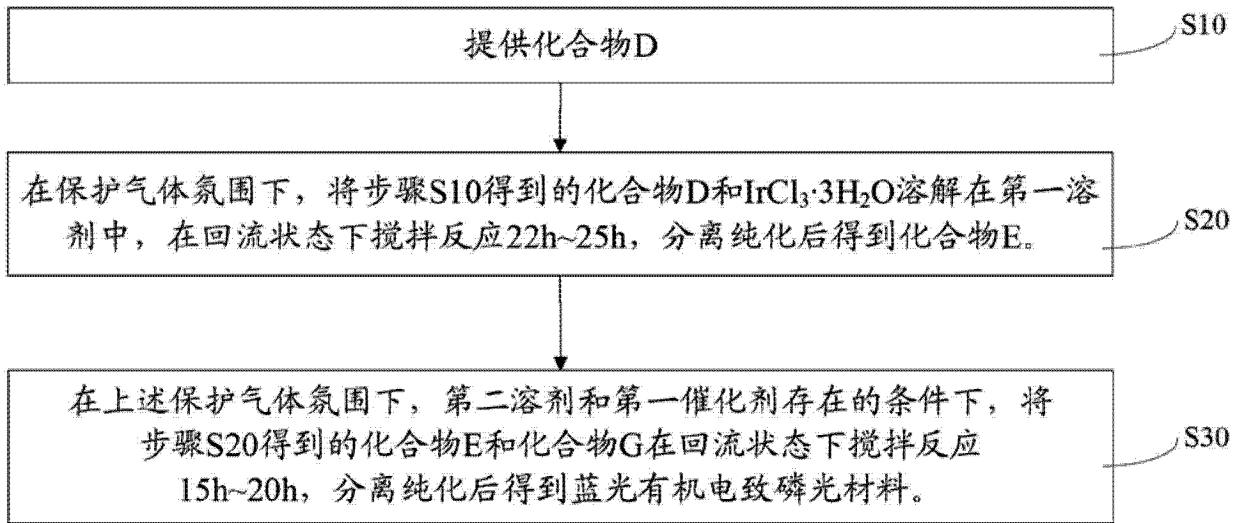 提供化合物D
S10
在保护气体氛围下，将步骤S10得到的化合物D和IrCl₃·3H₂O溶解在第一溶
剂中，在回流状态下搅拌反应22h~25h，分离纯化后得到化合物E。
S20
在上述保护气体氛围下，第二溶剂和第一催化剂存在的条件下，将
步骤S20得到的化合物E和化合物G在回流状态下搅拌反应
15h~20h，分离纯化后得到蓝光有机电致磷光材料。
S30